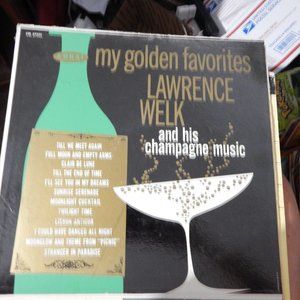 CORAL
my golden favorites
LAWRENCE
WELK
and his
champagne music
TILL WE MEET AGAIN
FULL MOON AND EMPTY ARMS
CLAIR DE LUNE
TILL THE END OF TIME
I'LL SEE YOU IN MY DREAMS
SUNRISE SERENADE
MOONLIGHT COCKTAIL
TWILIGHT TIME
LISBON ANTIGUA
I COULD HAVE DANCED ALL NIGHT
MOONGLOW AND THEME FROM "PICNIC"
STRANGER IN PARADISE